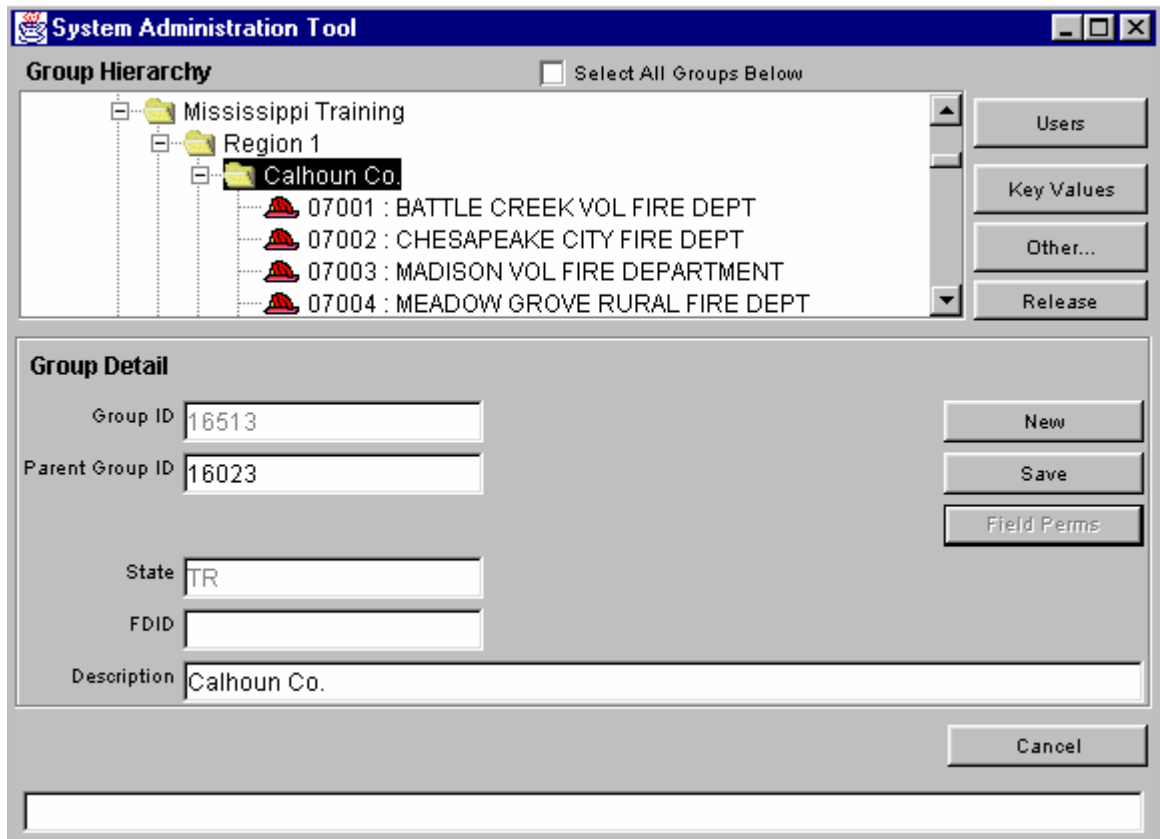 System Administration Tool
Group Hierarchy
Select All Groups Below
Mississippi Training
Region 1
Calhoun Co.
07001 : BATTLE CREEK VOL FIRE DEPT
07002 : CHESAPEAKE CITY FIRE DEPT
07003 : MADISON VOL FIRE DEPARTMENT
07004 : MEADOW GROVE RURAL FIRE DEPT
Users
Key Values
Other...
Release
Group Detail
Group ID 16513
Parent Group ID 16023
State TR
FDID
Description Calhoun Co.
New
Save
Field Perms
Cancel